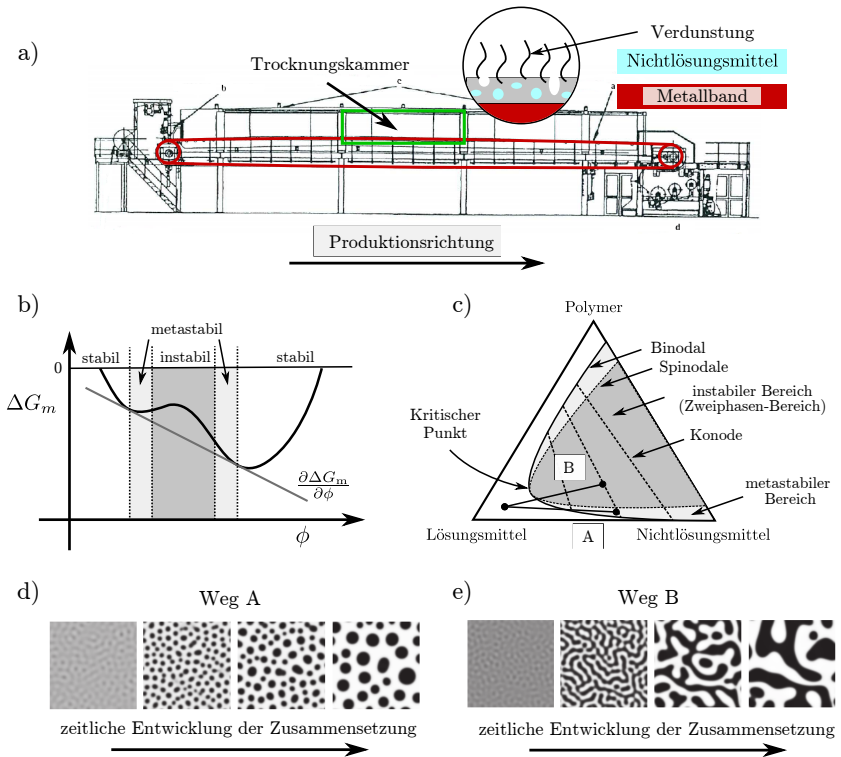 a)
Verdunstung
Nichtlösungsmittel
Metallband
Trocknungskammer
b
c
a
d
Produktionsrichtung
b)
metastabil
stabil
instabil
stabil
0
ΔG_m
∂ΔG_m
∂ϕ
ϕ
c)
Polymer
Binodal
Spinodale
instabiler Bereich
(Zweiphasen-Bereich)
Kritischer
Punkt
Konode
B
metastabiler
Bereich
Lösungsmittel
A
Nichtlösungsmittel
d)
Weg A
zeitliche Entwicklung der Zusammensetzung
e)
Weg B
zeitliche Entwicklung der Zusammensetzung